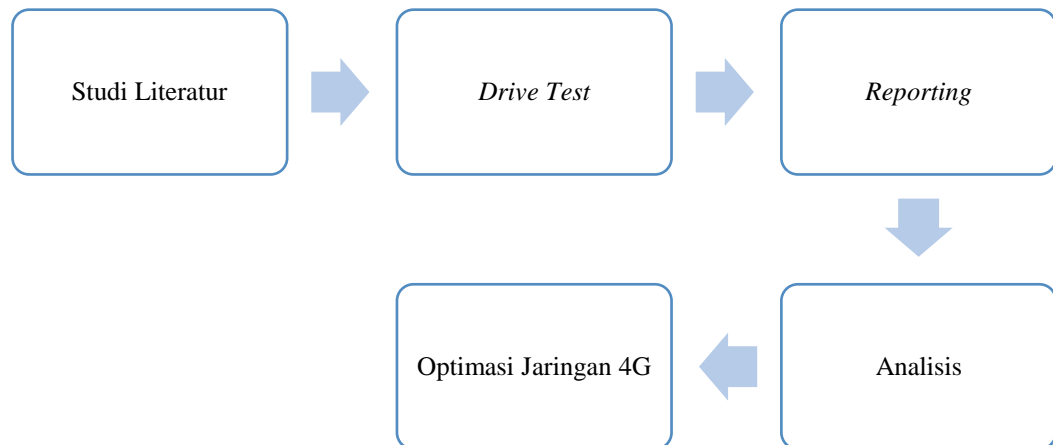 Studi Literatur
Drive Test
Reporting
Analisis
Optimasi Jaringan 4G